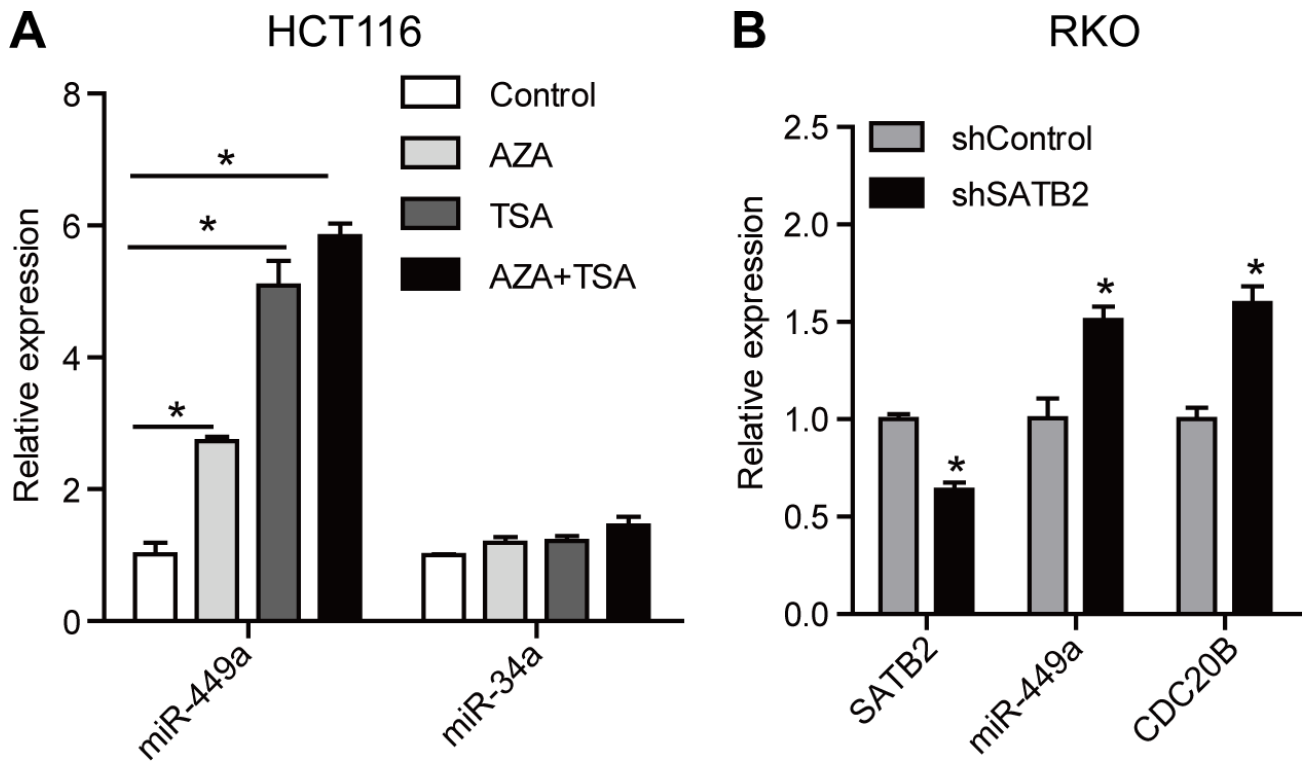 A
HCT116
Relative expression
8
6
4
2
0
Control
AZA
TSA
AZA+TSA
*
*
*
miR-449a
miR-34a
B
RKO
Relative expression
2.5
2.0
1.5
1.0
0.5
0.0
shControl
shSATB2
*
*
*
SATB2
miR-449a
CDC20B